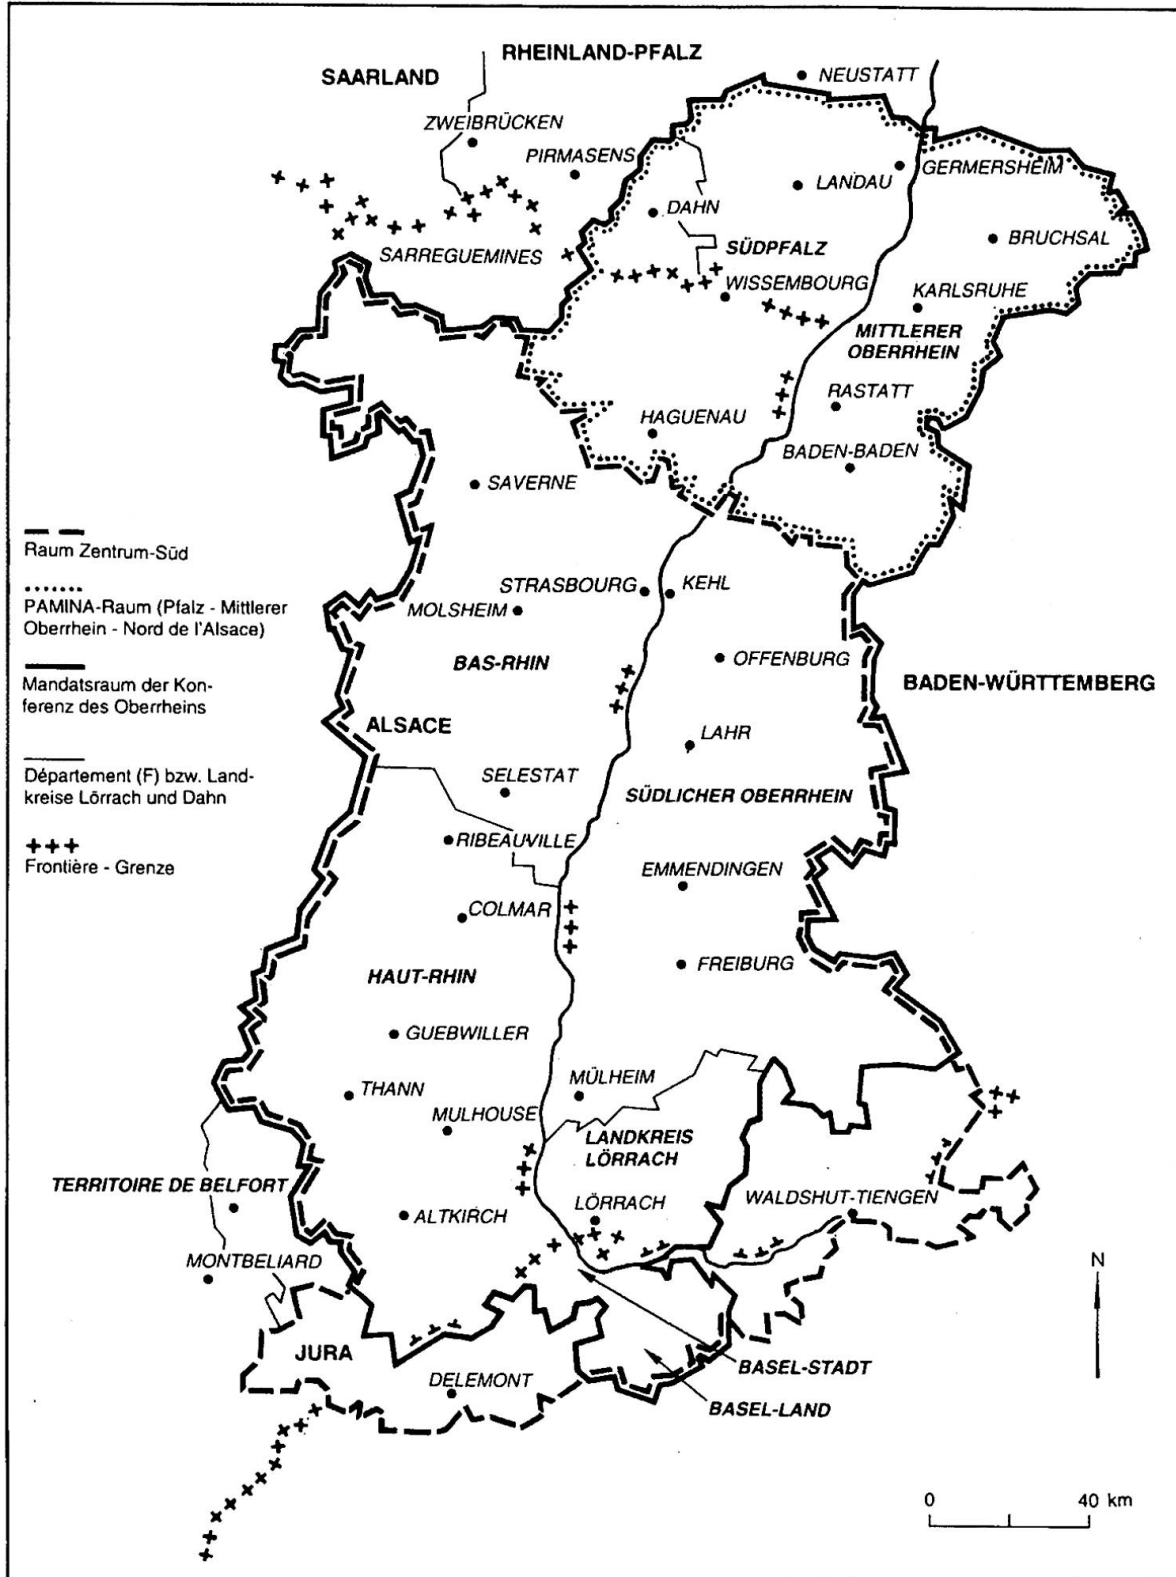 RHEINLAND-PFALZ
SAARLAND
NEUSTATT
ZWEIBRÜCKEN
PIRMASENS
GERMERSHEIM
LANDAU
DAHN
BRUCHSAL
SÜDPFALZ
SARREGUEMINES
WISSEMBOURG
KARLSRUHE
MITTLERER
OBERRHEIN
RASTATT
HAGUENAU
BADEN-BADEN
SAVERNE
Raum Zentrum-Süd
PAMINA-Raum (Pfalz - Mittlerer
Oberrhein - Nord de l'Alsace)
Mandatsraum der Kon-
ferenz des Oberrheins
Département (F) bzw. Land-
kreise Lörrach und Dahn
Frontière - Grenze
STRASBOURG
KEHL
MOLSHEIM
BAS-RHIN
OFFENBURG
BADEN-WÜRTTEMBERG
ALSACE
LAHR
SELESTAT
SÜDLICHER OBERRHEIN
RIBEAUVILLE
EMMENDINGEN
COLMAR
FREIBURG
HAUT-RHIN
GUEBWILLER
THANN
MÜLHEIM
MULHOUSE
LANDKREIS
LÖRRACH
TERRITOIRE DE BELFORT
WALDSHUT-TIENGEN
ALTKIRCH
LÖRRACH
MONTBELIARD
N
JURA
BASEL-STADT
DELEMONT
BASEL-LAND
0 40 km